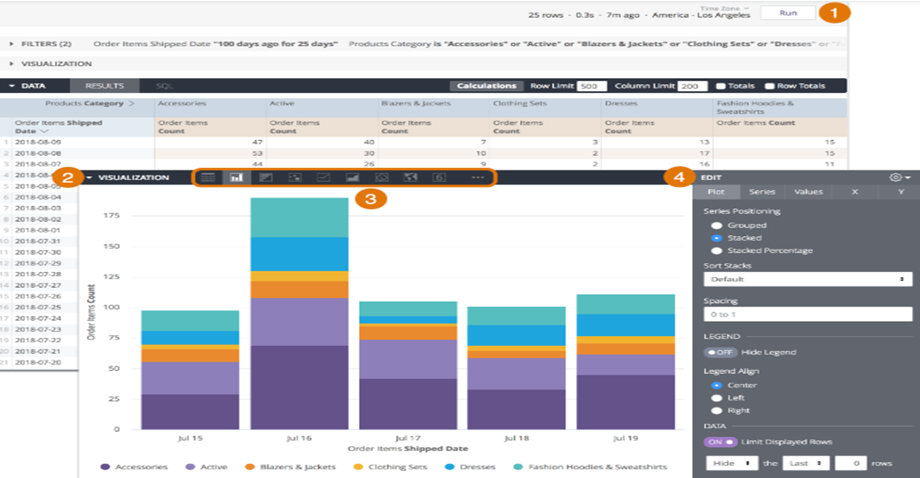 Time Zone
25 rows · 0.3s · 7m ago · America - Los Angeles
Run
1
FILTERS (2) Order Items Shipped Date "100 days ago for 25 days" Products Category is "Accessories" or "Active" or "Blazers & Jackets" or "Clothing Sets" or "Dresses" or
VISUALIZATION
DATA RESULTS SQL Calculations Row Limit 500 Column Limit 200 Totals Row Totals
Products Category Accessories Active Blazers & Jackets Clothing Sets Dresses Fashion Hoodies &
Sweatshirts
Order Items Shipped Order Items Order Items Order Items Order Items Order Items Order Items Count
Date Count Count Count Count Count
1 2018-08-09 47 40 7 3 13 15
2 2018-08-08 53 30 10 2 17 15
3 2018-08-07 44 26 9 2 16 11
4 2018-08-
5 2018-08-05
6 2018-08-04
7 2018-08-03
8 2018-08-02
9 2018-08-01
10 2018-07-31
11 2018-07-30
12 2018-07-29
13 2018-07-28
14 2018-07-27
15 2018-07-26
16 2018-07-25
17 2018-07-24
18 2018-07-23
19 2018-07-22
20 2018-07-21
21 2018-07-20
2
VISUALIZATION
6
3
175
150
125
100
75
50
25
0
Order Items Count
Jul 15 Jul 16 Jul 17 Jul 18 Jul 19
Order Items Shipped Date
Accessories Active Blazers & Jackets Clothing Sets Dresses Fashion Hoodies & Sweatshirts
4
EDIT
Plot Series Values X Y
Series Positioning
Grouped
Stacked
Stacked Percentage
Sort Stacks
Default
Spacing
0 to 1
LEGEND
OFF Hide Legend
Legend Align
Center
Left
Right
DATA
ON Limit Displayed Rows
Hide the Last 0 rows